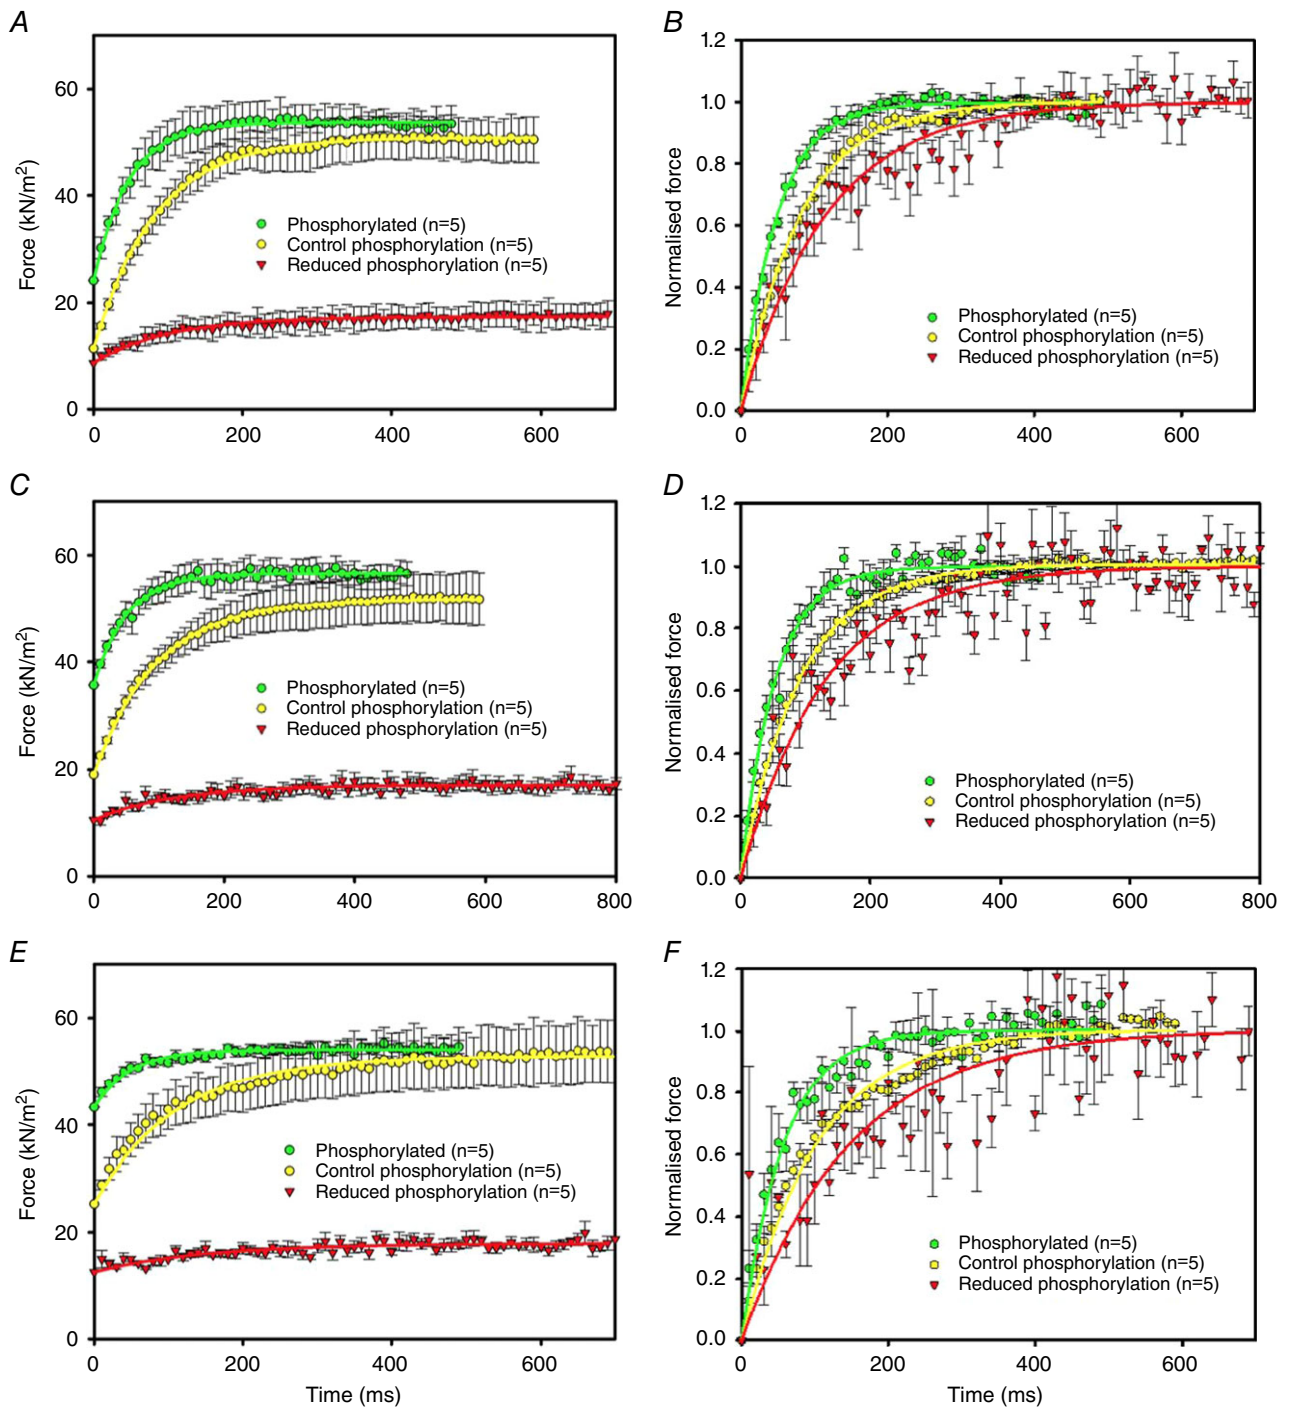 A
60
40
20
0
Force (kN/m2)
Phosphorylated (n=5)
Control phosphorylation (n=5)
Reduced phosphorylation (n=5)
0 200 400 600
B
1.2
1.0
0.8
0.6
0.4
0.2
0.0
Normalised force
Phosphorylated (n=5)
Control phosphorylation (n=5)
Reduced phosphorylation (n=5)
0 200 400 600
C
60
40
20
0
Force (kN/m2)
Phosphorylated (n=5)
Control phosphorylation (n=5)
Reduced phosphorylation (n=5)
0 200 400 600 800
D
1.2
1.0
0.8
0.6
0.4
0.2
0.0
Normalised force
Phosphorylated (n=5)
Control phosphorylation (n=5)
Reduced phosphorylation (n=5)
0 200 400 600 800
E
60
40
20
0
Force (kN/m2)
Phosphorylated (n=5)
Control phosphorylation (n=5)
Reduced phosphorylation (n=5)
0 200 400 600
Time (ms)
F
1.2
1.0
0.8
0.6
0.4
0.2
0.0
Normalised force
Phosphorylated (n=5)
Control phosphorylation (n=5)
Reduced phosphorylation (n=5)
0 200 400 600
Time (ms)